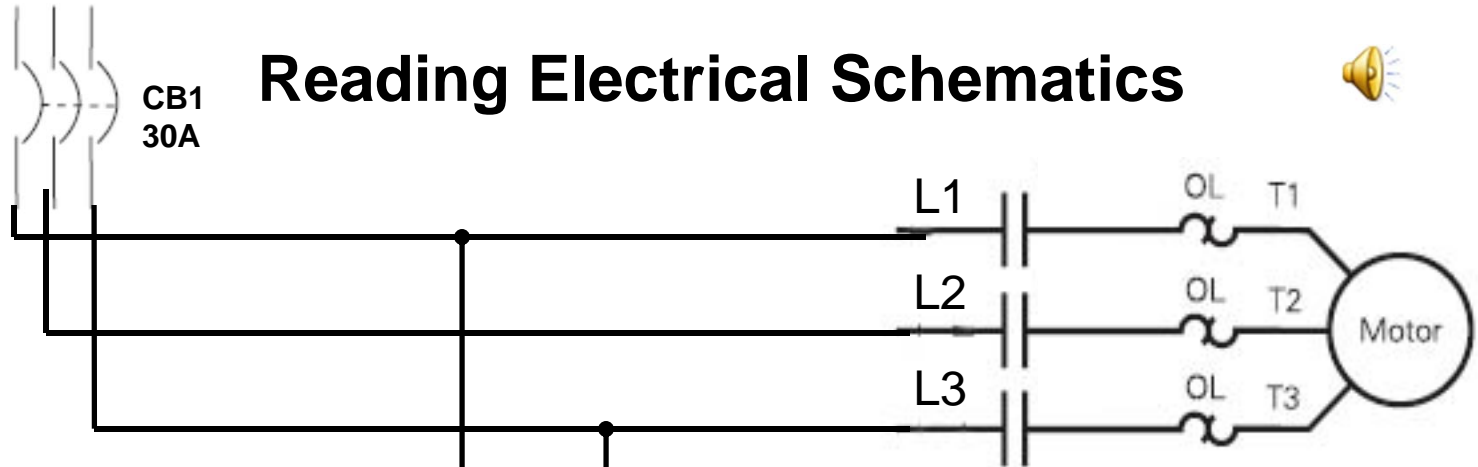 Reading Electrical Schematics
CB1
30A
L1
OL
T1
L2
OL
T2
Motor
L3
OL
T3